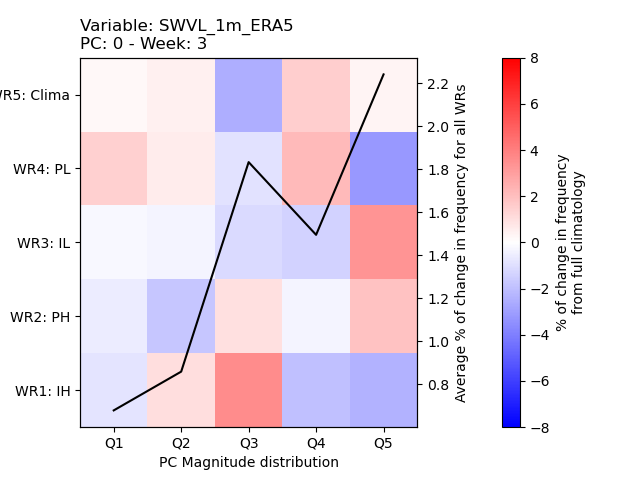 Variable: SWVL_1m_ERA5
PC: 0 - Week: 3
WR5: Clima
WR4: PL
WR3: IL
WR2: PH
WR1: IH
Q1 Q2 Q3 Q4 Q5
PC Magnitude distribution
2.2
2.0
1.8
1.6
1.4
1.2
1.0
0.8
Average % of change in frequency for all WRs
8
6
4
2
0
−2
−4
−6
−8
% of change in frequency
from full climatology